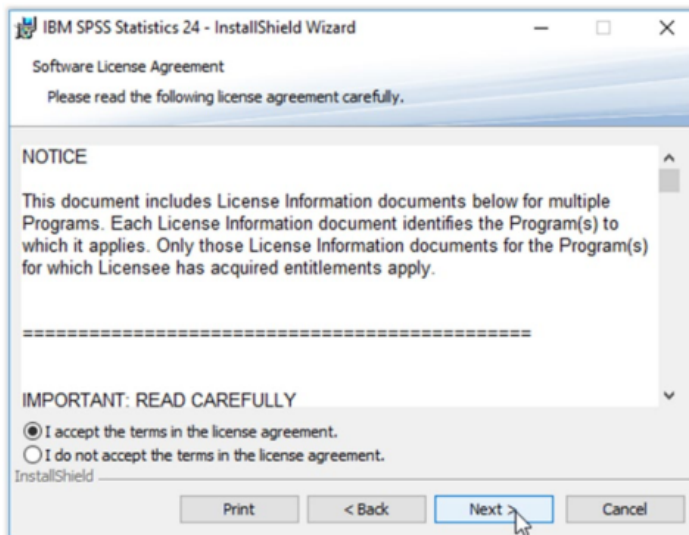 IBM SPSS Statistics 24 - InstallShield Wizard
Software License Agreement
Please read the following license agreement carefully.
NOTICE
This document includes License Information documents below for multiple
Programs. Each License Information document identifies the Program(s) to
which it applies. Only those License Information documents for the Program(s)
for which Licensee has acquired entitlements apply.
==============================================
IMPORTANT: READ CAREFULLY
I accept the terms in the license agreement.
I do not accept the terms in the license agreement.
InstallShield
Print
< Back
Next >
Cancel